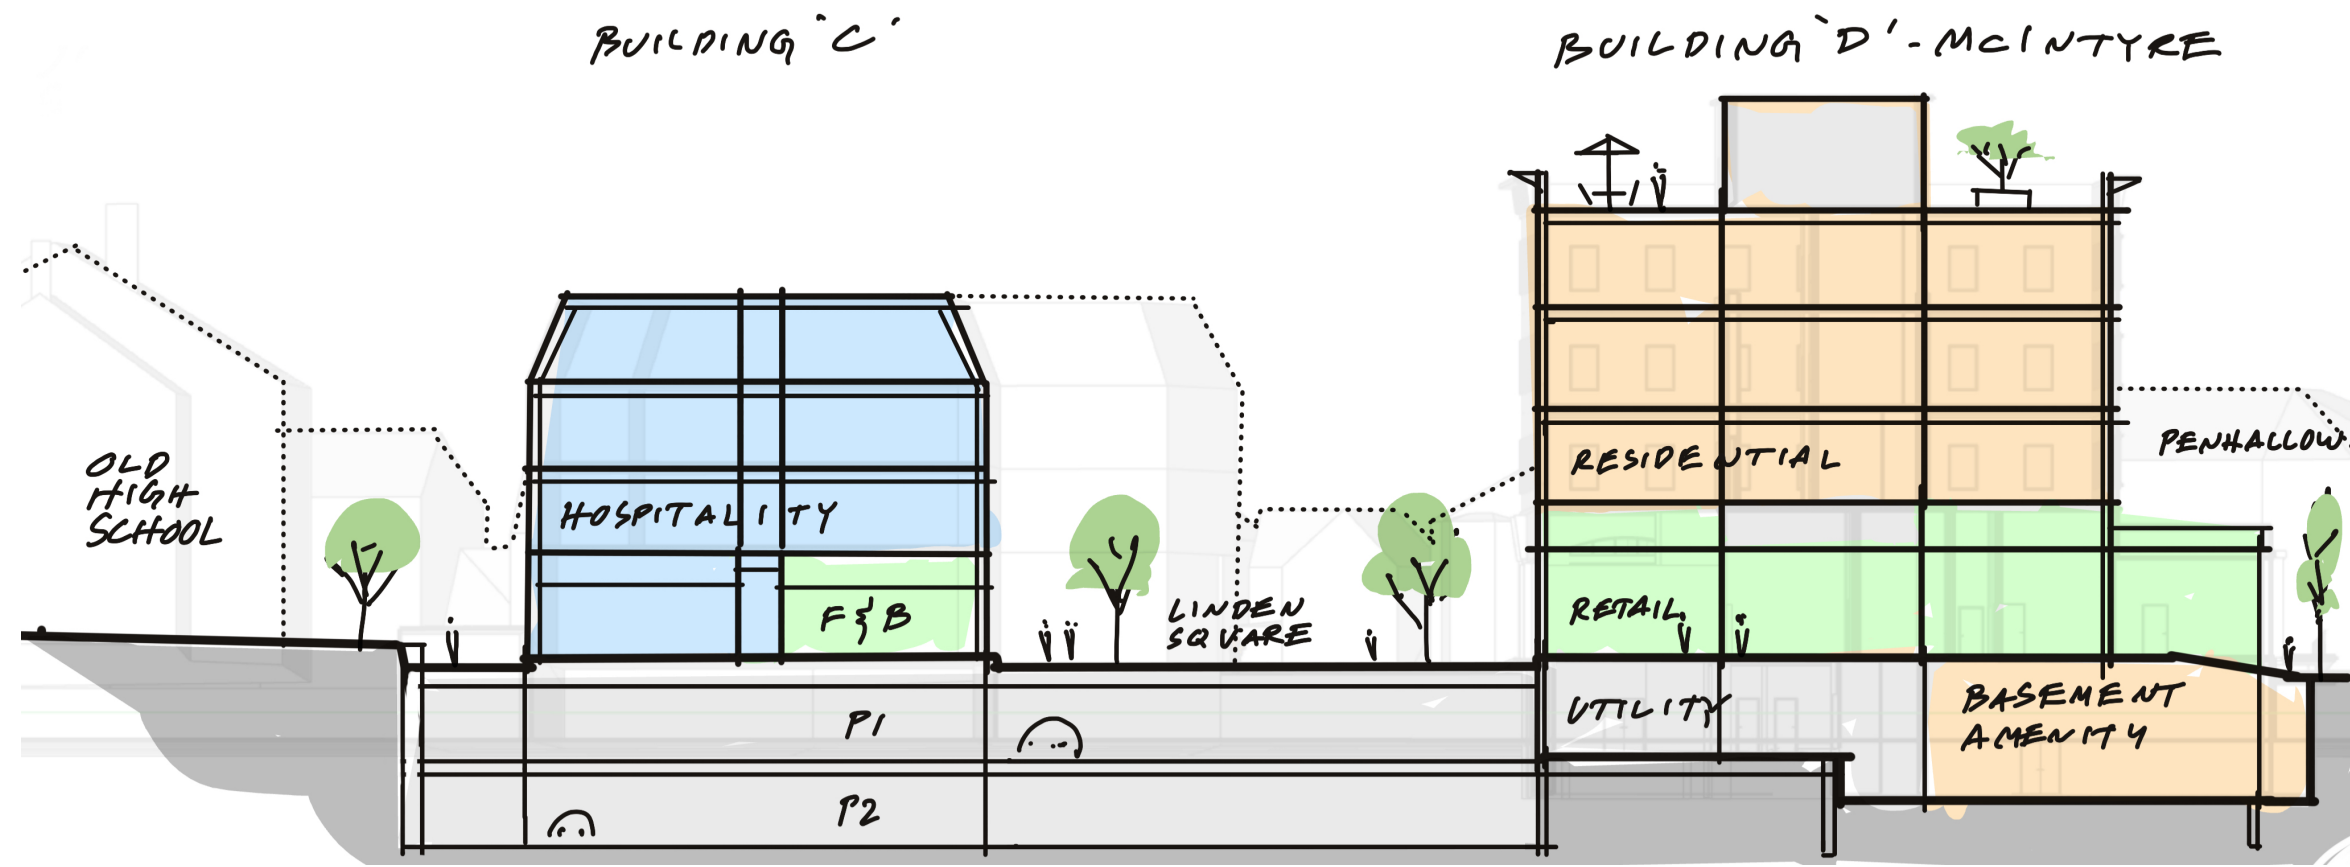 BUILDING 'C'
BUILDING 'D' - MCINTYRE
OLD
HIGH
SCHOOL
HOSPITALITY
F & B
LINDEN
SQUARE
RESIDENTIAL
PENHALLOW
RETAIL
UTILITY
BASEMENT
AMENITY
P1
P2